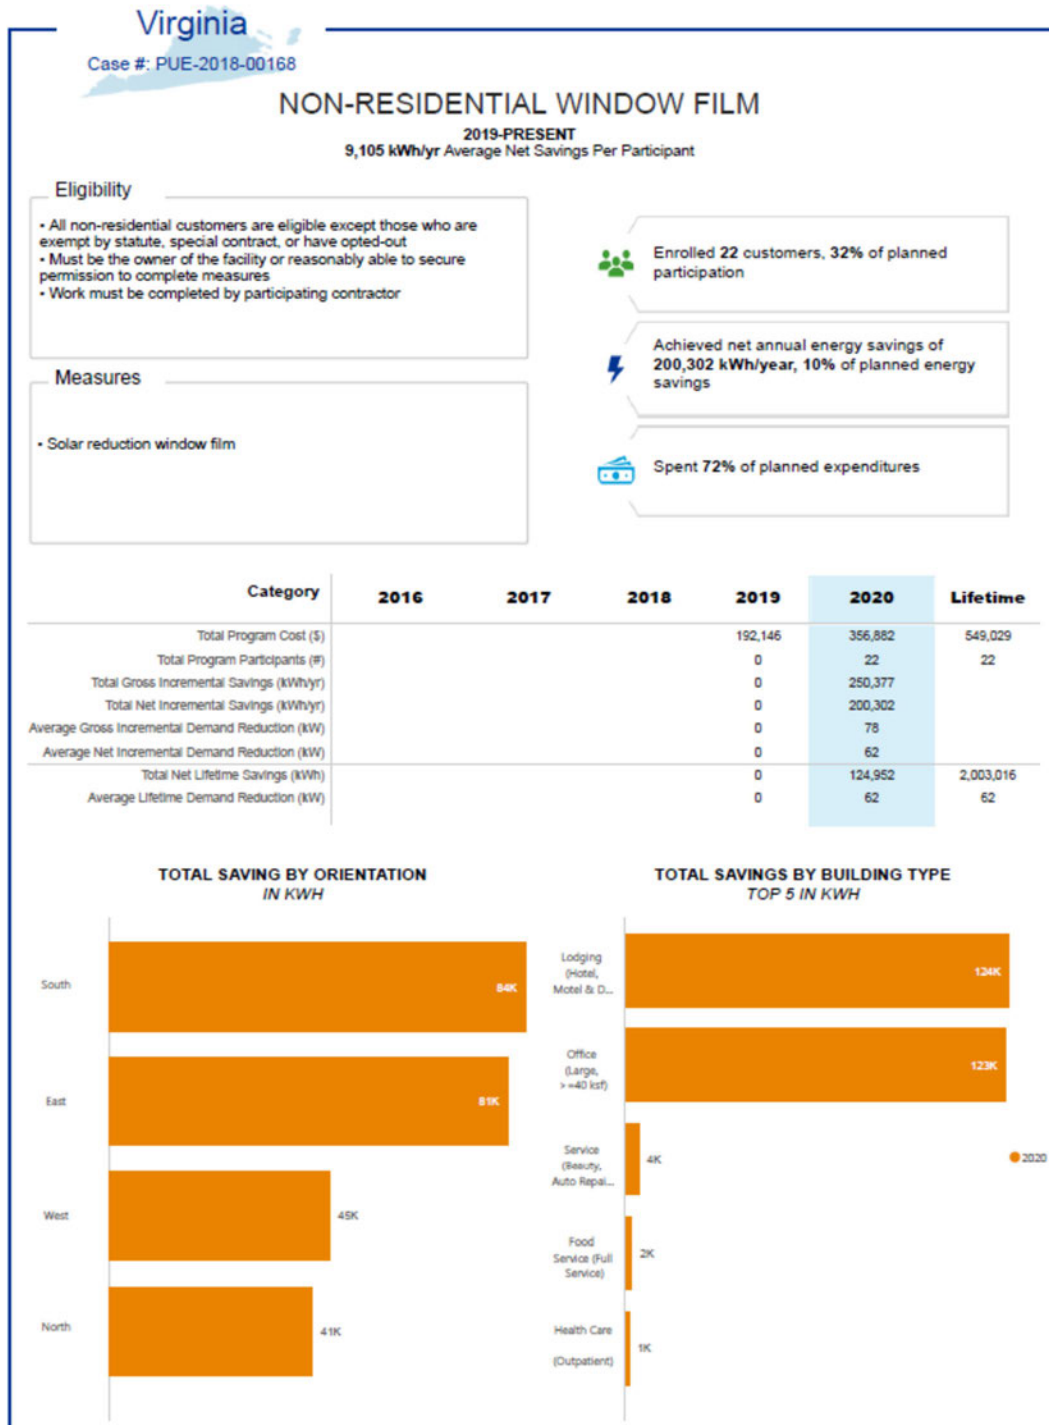 Virginia
Case #: PUE-2018-00168
NON-RESIDENTIAL WINDOW FILM
2019-PRESENT
9,105 kWh/yr Average Net Savings Per Participant
Eligibility
• All non-residential customers are eligible except those who are
exempt by statute, special contract, or have opted-out
• Must be the owner of the facility or reasonably able to secure
permission to complete measures
• Work must be completed by participating contractor
Measures
• Solar reduction window film
Enrolled 22 customers, 32% of planned
participation
Achieved net annual energy savings of
200,302 kWh/year, 10% of planned energy
savings
Spent 72% of planned expenditures
Category 2016 2017 2018 2019 2020 Lifetime
Total Program Cost ($) 192,146 356,882 549,029
Total Program Participants (#) 0 22 22
Total Gross Incremental Savings (kWh/yr) 0 250,377
Total Net Incremental Savings (kWh/yr) 0 200,302
Average Gross Incremental Demand Reduction (kW) 0 78
Average Net Incremental Demand Reduction (kW) 0 62
Total Net Lifetime Savings (kWh) 0 124,952 2,003,016
Average Lifetime Demand Reduction (kW) 0 62 62
TOTAL SAVING BY ORIENTATION
IN KWH
South 84K
East 81K
West 45K
North 41K
TOTAL SAVINGS BY BUILDING TYPE
TOP 5 IN KWH
Lodging
(Hotel,
Motel & D... 124K
Office
(Large,
>=40 ksf) 123K
Service
(Beauty,
Auto Repai... 4K
Food
Service (Full
Service) 2K
Health Care
(Outpatient) 1K
2020